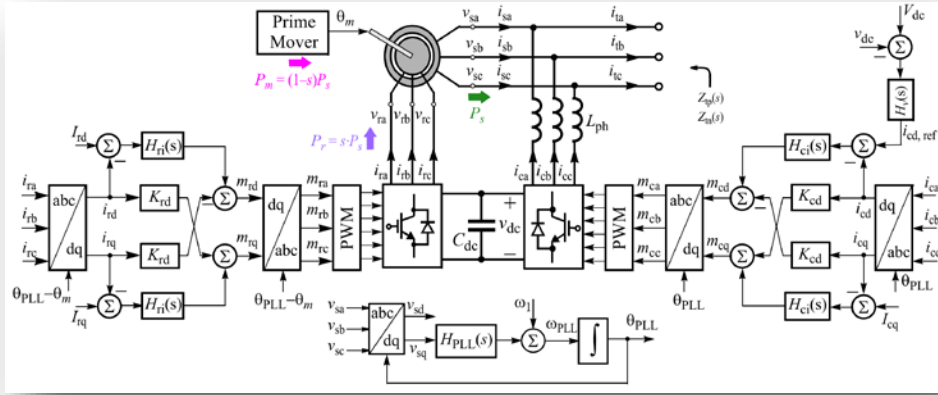 Prime
Mover
θm
Pm = (1–s)Ps
vsa
vsb
vsc
isa
isb
isc
ita
itb
itc
Ps
Ztp(s)
Ztn(s)
Vdc
vdc
Σ
–
Hv(s)
icd, ref
vra
vrb
vrc
Pr = s·Ps
ira
irb
irc
Lph
ica
icb
icc
Ird
Σ
–
Hri(s)
ira
irb
irc
abc
dq
ird
irq
Krd
Krd
Σ
Σ
–
mrd
mrq
dq
abc
mra
mrb
mrc
PWM
Cdc
+
vdc
–
PWM
mca
mcb
mcc
abc
dq
mcd
mcq
Σ
Σ
–
Hci(s)
Σ
–
Kcd
Kcd
icd
icq
abc
dq
ica
icb
icc
θPLL–θm
Irq
–
Σ
Hri(s)
θPLL–θm
θPLL
Hci(s)
–
Σ
Icq
θPLL
vsa
vsb
vsc
abc
dq
vsd
vsq
HPLL(s)
ω1
Σ
ωPLL
∫
θPLL